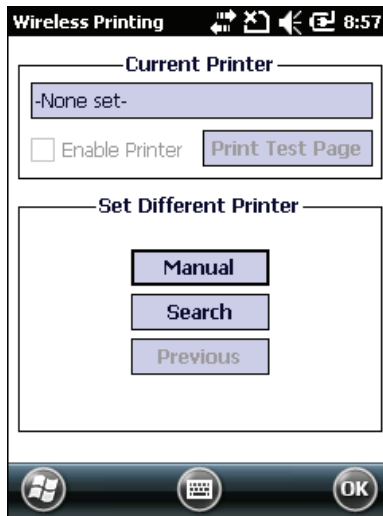 Wireless Printing 8:57
Current Printer
-None set-
Enable Printer Print Test Page
Set Different Printer
Manual
Search
Previous
OK